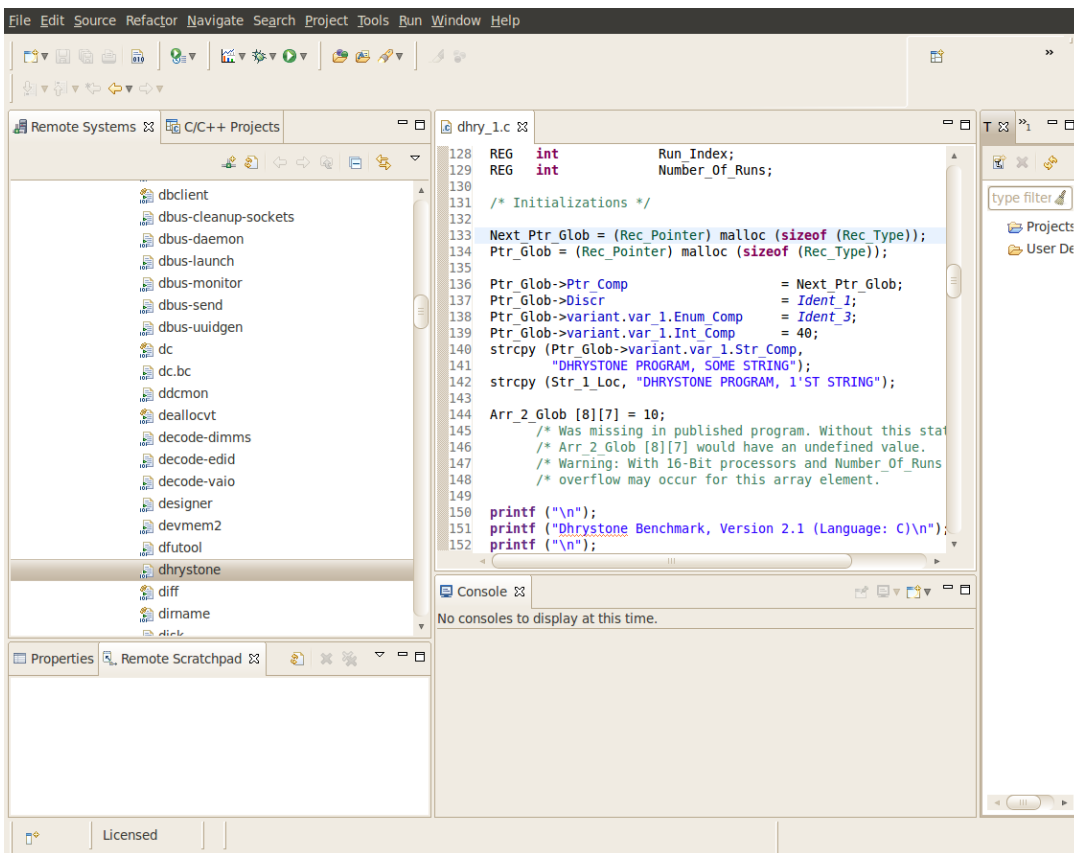 File Edit Source Refactor Navigate Search Project Tools Run Window Help
Remote Systems
C/C++ Projects
dbclient
dbus-cleanup-sockets
dbus-daemon
dbus-launch
dbus-monitor
dbus-send
dbus-uuidgen
dc
dc.bc
ddcmon
deallocvt
decode-dimms
decode-edid
decode-vaio
designer
devmem2
dfutool
dhrystone
diff
dirname
disk
Properties
Remote Scratchpad
dhry_1.c
128 REG int Run_Index;
129 REG int Number_Of_Runs;
130
131 /* Initializations */
132
133 Next_Ptr_Glob = (Rec_Pointer) malloc (sizeof (Rec_Type));
134 Ptr_Glob = (Rec_Pointer) malloc (sizeof (Rec_Type));
135
136 Ptr_Glob->Ptr_Comp = Next_Ptr_Glob;
137 Ptr_Glob->Discr = Ident_1;
138 Ptr_Glob->variant.var_1.Enum_Comp = Ident_3;
139 Ptr_Glob->variant.var_1.Int_Comp = 40;
140 strcpy (Ptr_Glob->variant.var_1.Str_Comp,
141 "DHRYSTONE PROGRAM, SOME STRING");
142 strcpy (Str_1_Loc, "DHRYSTONE PROGRAM, 1'ST STRING");
143
144 Arr_2_Glob [8][7] = 10;
145 /* Was missing in published program. Without this stat
146 /* Arr_2_Glob [8][7] would have an undefined value.
147 /* Warning: With 16-Bit processors and Number_Of_Runs
148 /* overflow may occur for this array element.
149
150 printf ("\n");
151 printf ("Dhrystone Benchmark, Version 2.1 (Language: C)\n");
152 printf ("\n");
Console
No consoles to display at this time.
T
»1
type filter
Projects
User De
Licensed